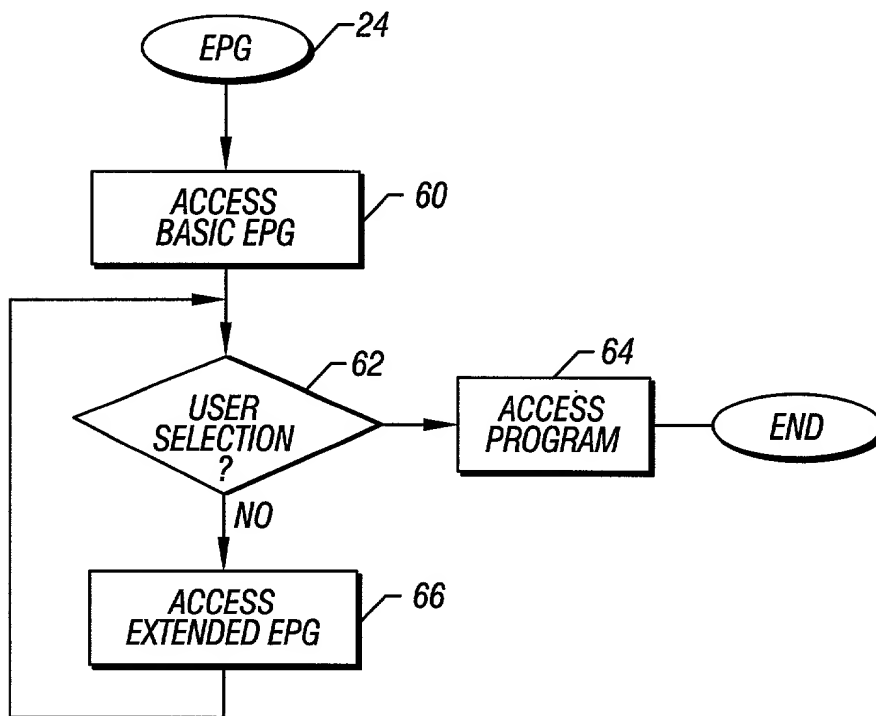 EPG
24
ACCESS
BASIC EPG
60
USER
SELECTION
?
62
64
ACCESS
PROGRAM
END
NO
ACCESS
EXTENDED EPG
66